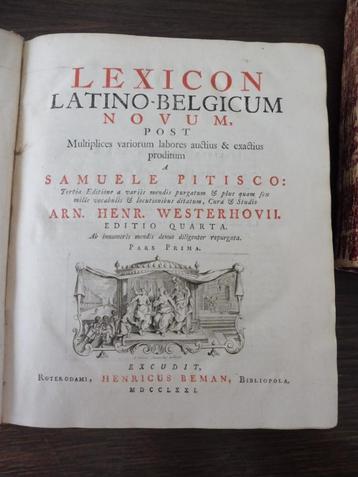 LEXICON
LATINO-BELGICUM
NOVUM,
POST
Multiplices variorum labores auctius & exactius
proditum
A
SAMUELE PITISCO:
Tertia Editione a variis mendis purgatum & plus quam sex
mille vocabulis & locutionibus ditatum, Cura & Studio
ARN. HENR. WESTERHOVII.
EDITIO QUARTA.
Ab innumeris mendis denuo diligenter repurgata.
PARS PRIMA.
EXCUDIT,
ROTERODAMI, HENRICUS BEMAN, BIBLIOPOLA,
MDCCLXXI.